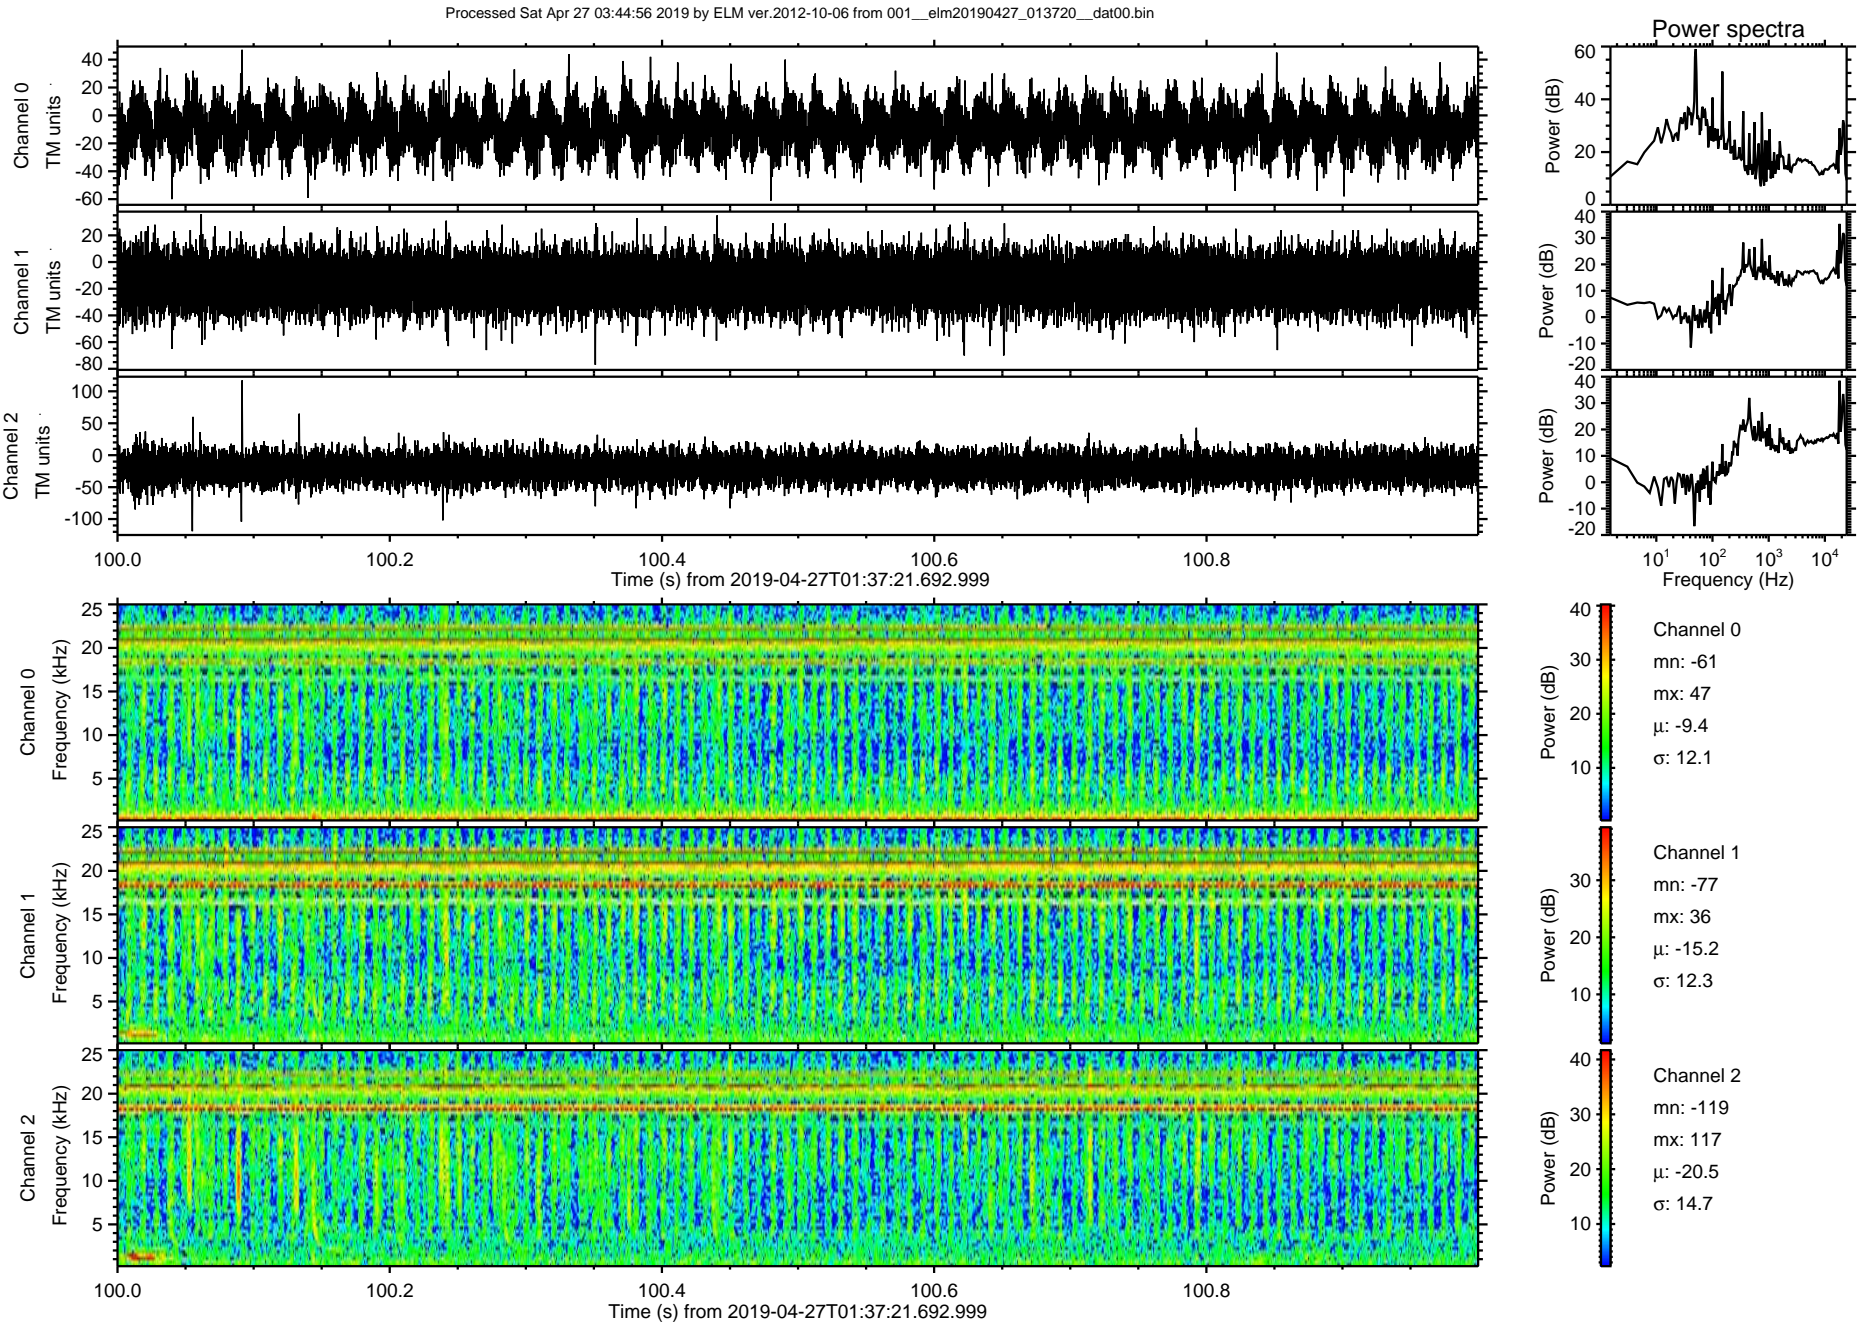 Processed Sat Apr 27 03:44:56 2019 by ELM ver.2012-10-06 from 001__elm20190427_013720__dat00.bin
Power spectra
Channel 0
TM units
40
20
0
-20
-40
-60
Power (dB)
60
40
20
0
Channel 1
TM units
20
0
-20
-40
-60
-80
Power (dB)
40
30
20
10
0
-10
-20
Channel 2
TM units
100
50
0
-50
-100
Power (dB)
40
30
20
10
0
-10
-20
100.0 100.2 100.4 100.6 100.8
Time (s) from 2019-04-27T01:37:21.692.999
10¹ 10² 10³ 10⁴
Frequency (Hz)
Channel 0
Frequency (kHz)
25
20
15
10
5
Power (dB)
40
30
20
10
Channel 0
mn: -61
mx: 47
μ: -9.4
σ: 12.1
Channel 1
Frequency (kHz)
25
20
15
10
5
Power (dB)
30
20
10
Channel 1
mn: -77
mx: 36
μ: -15.2
σ: 12.3
Channel 2
Frequency (kHz)
25
20
15
10
5
Power (dB)
40
30
20
10
Channel 2
mn: -119
mx: 117
μ: -20.5
σ: 14.7
100.0 100.2 100.4 100.6 100.8
Time (s) from 2019-04-27T01:37:21.692.999